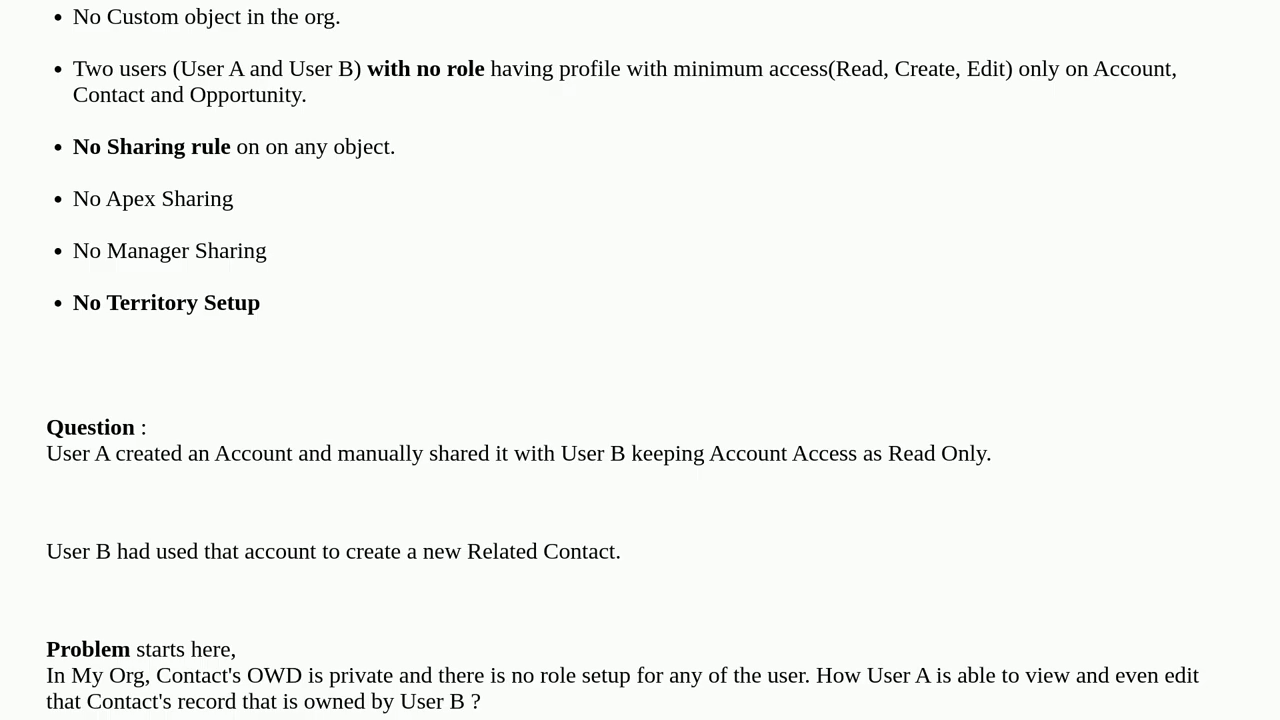 • No Custom object in the org.
• Two users (User A and User B) with no role having profile with minimum access(Read, Create, Edit) only on Account,
Contact and Opportunity.
• No Sharing rule on on any object.
• No Apex Sharing
• No Manager Sharing
• No Territory Setup
Question :
User A created an Account and manually shared it with User B keeping Account Access as Read Only.
User B had used that account to create a new Related Contact.
Problem starts here,
In My Org, Contact's OWD is private and there is no role setup for any of the user. How User A is able to view and even edit
that Contact's record that is owned by User B ?